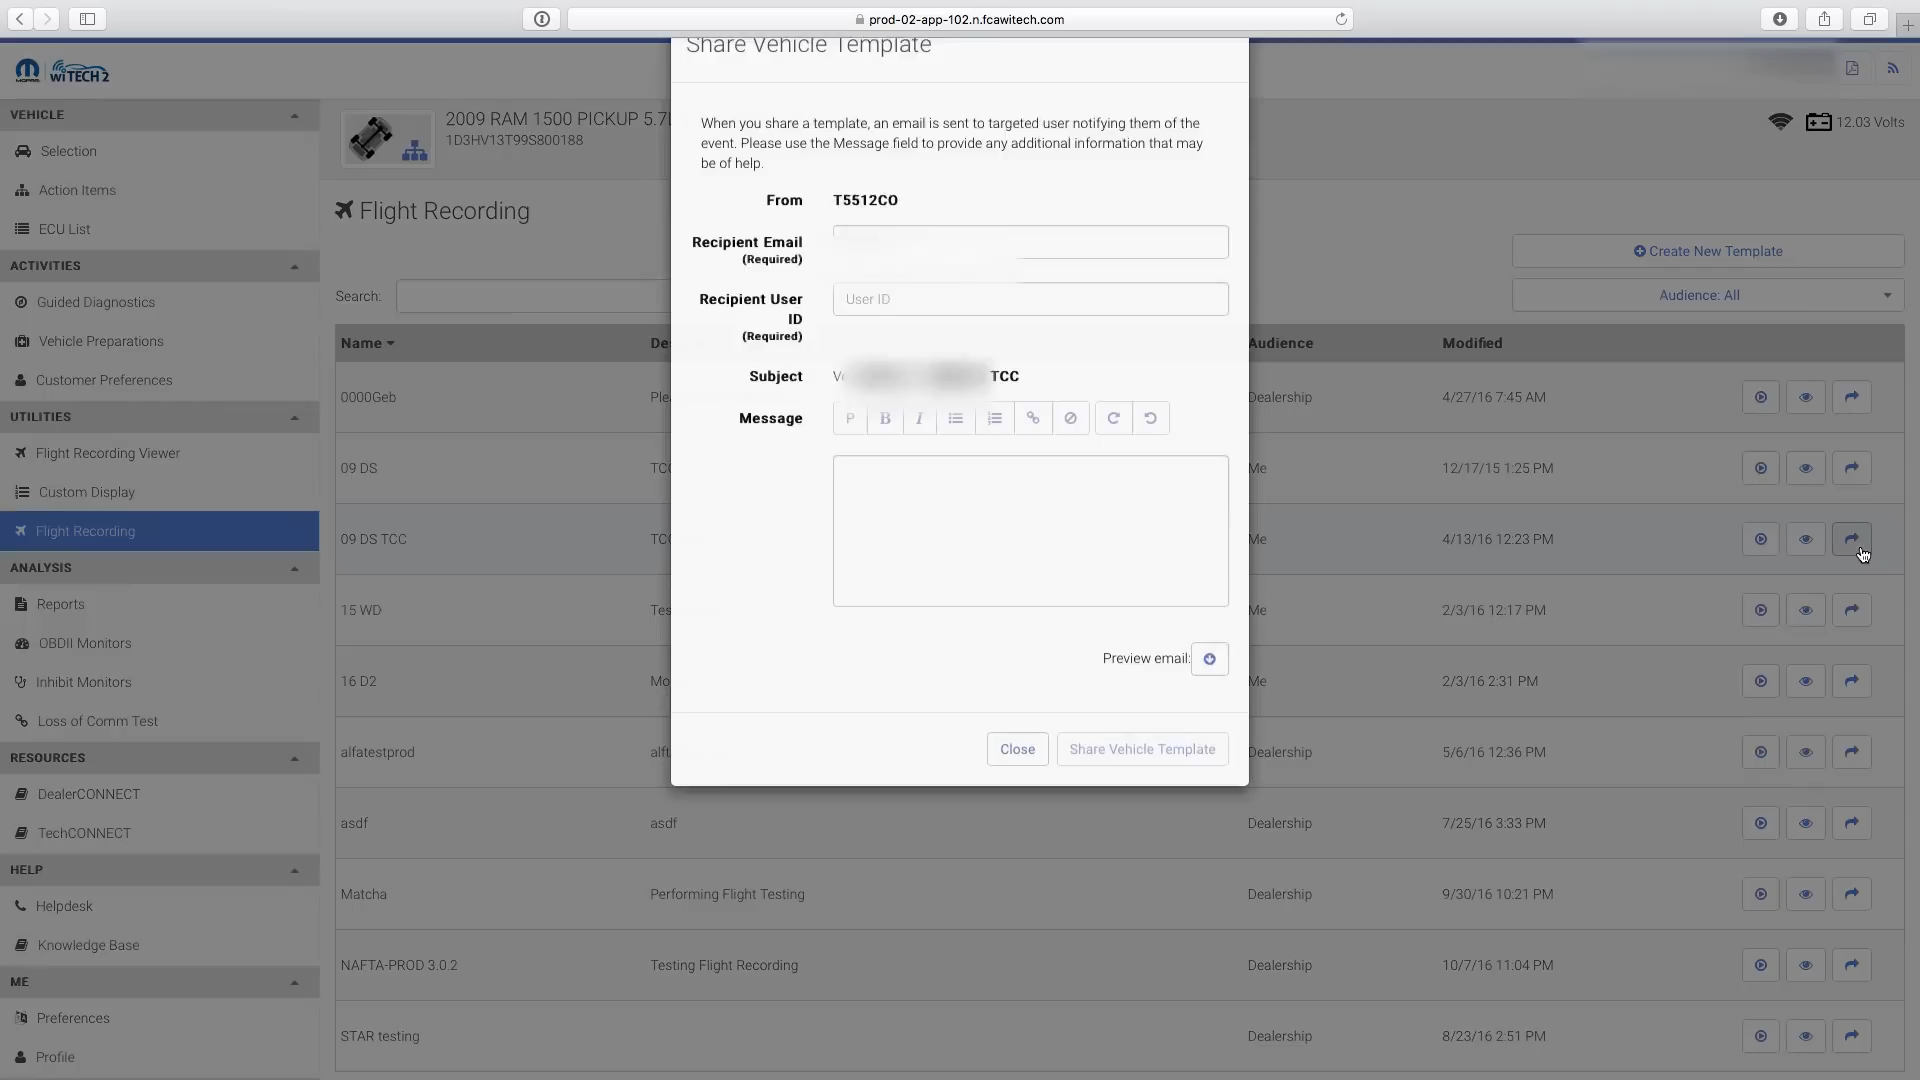 prod-02-app-102.n.fcawitech.com
Share Vehicle Template
MOPAR
WiTECH 2
VEHICLE
Selection
Action Items
ECU List
ACTIVITIES
Guided Diagnostics
Vehicle Preparations
Customer Preferences
UTILITIES
Flight Recording Viewer
Custom Display
Flight Recording
ANALYSIS
Reports
OBDII Monitors
Inhibit Monitors
Loss of Comm Test
RESOURCES
DealerCONNECT
TechCONNECT
HELP
Helpdesk
Knowledge Base
ME
Preferences
Profile
2009 RAM 1500 PICKUP 5.7
1D3HV13T99S800188
12.03 Volts
Flight Recording
Create New Template
Search:
Audience: All
Name Audience Modified
0000Geb Dealership 4/27/16 7:45 AM
09 DS Me 12/17/15 1:25 PM
09 DS TCC Me 4/13/16 12:23 PM
15 WD Me 2/3/16 12:17 PM
16 D2 Me 2/3/16 2:31 PM
alfatestprod Dealership 5/6/16 12:36 PM
asdf asdf Dealership 7/25/16 3:33 PM
Matcha Performing Flight Testing Dealership 9/30/16 10:21 PM
NAFTA-PROD 3.0.2 Testing Flight Recording Dealership 10/7/16 11:04 PM
STAR testing Dealership 8/23/16 2:51 PM
When you share a template, an email is sent to targeted user notifying them of the
event. Please use the Message field to provide any additional information that may
be of help.
From T5512CO
Recipient Email
(Required)
Recipient User
ID
(Required)
User ID
Subject TCC
Message
P B I
Preview email:
Close Share Vehicle Template